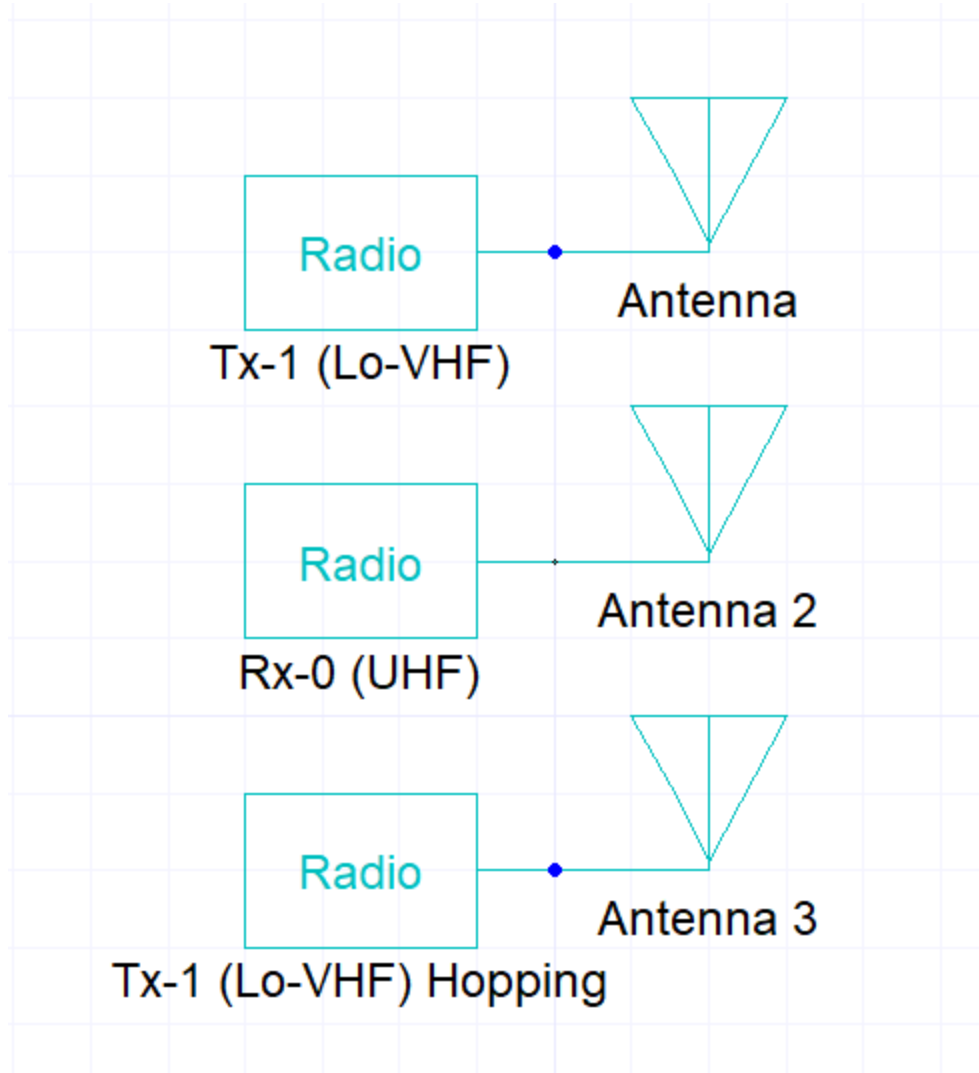 Radio
Antenna
Tx-1 (Lo-VHF)
Radio
Antenna 2
Rx-0 (UHF)
Radio
Antenna 3
Tx-1 (Lo-VHF) Hopping